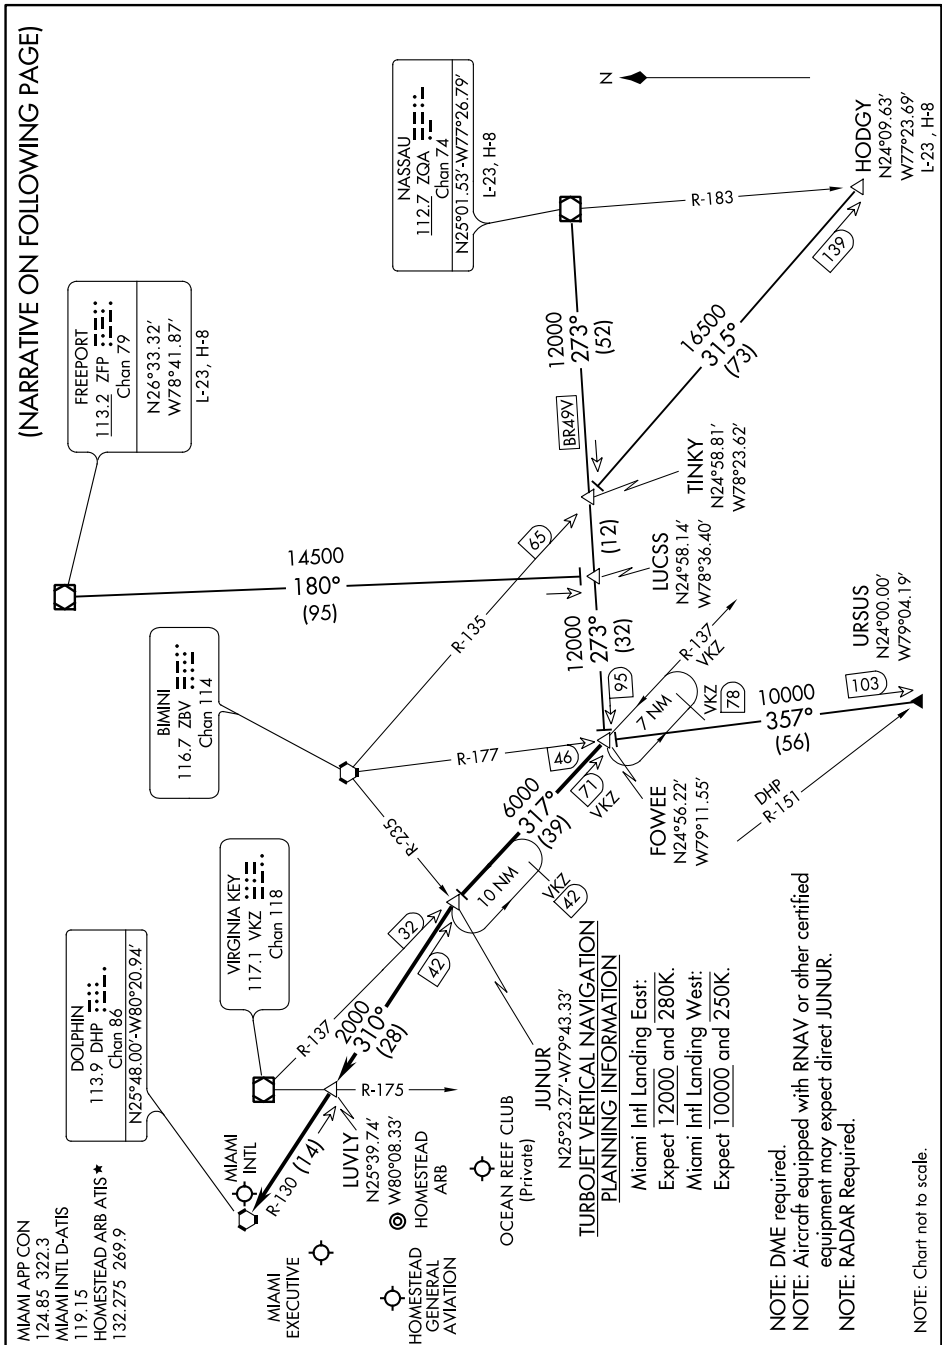 (NARRATIVE ON FOLLOWING PAGE)
MIAMI APP CON
124.85 322.3
MIAMI INTL D-ATIS
119.15
HOMESTEAD ARB ATIS★
132.275 269.9
DOLPHIN
113.9 DHP
Chan 86
N25°48.00'-W80°20.94'
VIRGINIA KEY
117.1 VKZ
Chan 118
BIMINI
116.7 ZBV
Chan 114
FREEPORT
113.2 ZFP
Chan 79
N26°33.32'
W78°41.87'
L-23, H-8
NASSAU
112.7 ZQA
Chan 74
N25°01.53'-W77°26.79'
L-23, H-8
N
MIAMI
INTL
R-130 (14)
MIAMI
EXECUTIVE
HOMESTEAD
GENERAL
AVIATION
LUVLY
N25°39.74'
W80°08.33'
HOMESTEAD
ARB
OCEAN REEF CLUB
(Private)
R-175
R-137
32
42
2000
310°
(28)
JUNUR
N25°23.27'-W79°43.33'
R-235
10 NM
VKZ
42
6000
317°
(39)
R-177
46
71
VKZ
FOWEE
N24°56.22'
W79°11.55'
95
7 NM
R-137
VKZ
VKZ
78
12000
273°
(32)
14500
180°
(95)
R-135
65
LUCSS
N24°58.14'
W78°36.40'
(12)
TINKY
N24°58.81'
W78°23.62'
BR49V
12000
273°
(52)
R-183
16500
315°
(73)
139
HODGY
N24°09.63'
W77°23.69'
L-23 , H-8
10000
357°
(56)
103
URSUS
N24°00.00'
W79°04.19'
DHP
R-151
TURBOJET VERTICAL NAVIGATION
PLANNING INFORMATION
Miami Intl Landing East:
Expect 12000 and 280K.
Miami Intl Landing West:
Expect 10000 and 250K.
NOTE: DME required.
NOTE: Aircraft equipped with RNAV or other certified
equipment may expect direct JUNUR.
NOTE: RADAR Required.
NOTE: Chart not to scale.